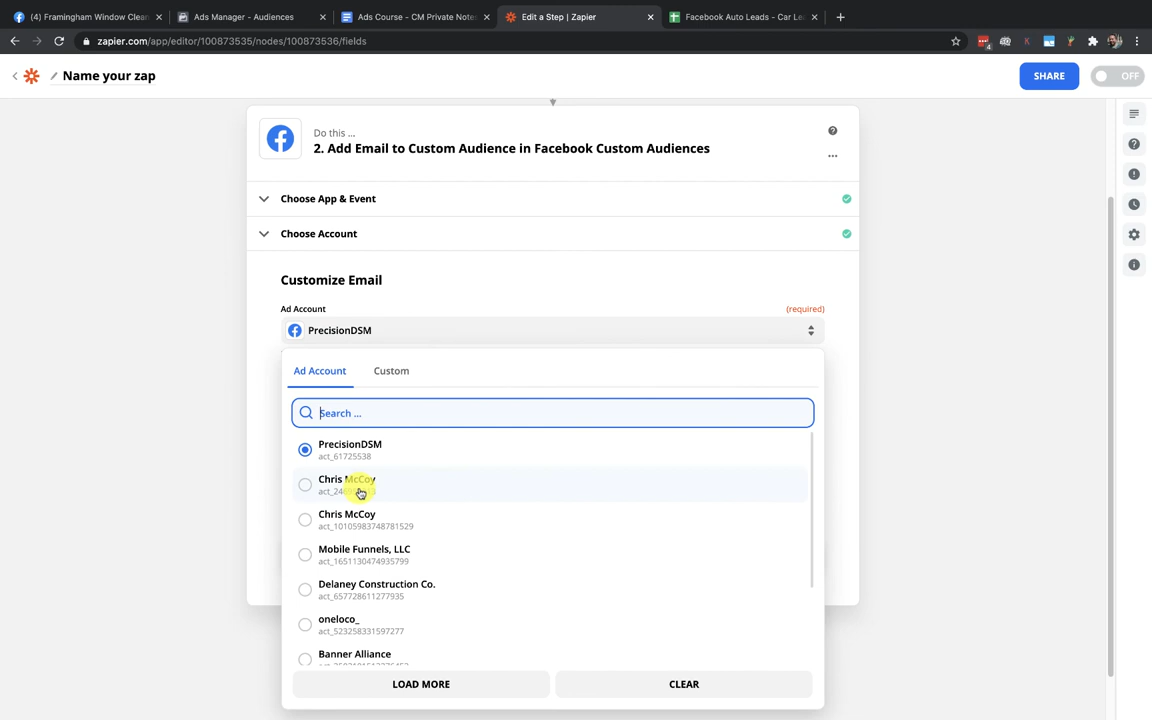 (4) Framingham Window Clean
Ads Manager - Audiences
Ads Course - CM Private Notes
Edit a Step | Zapier
Facebook Auto Leads - Car Le
zapier.com/app/editor/100873535/nodes/100873536/fields
4
K
Name your zap
SHARE
OFF
Do this ...
2. Add Email to Custom Audience in Facebook Custom Audiences
Choose App & Event
Choose Account
Customize Email
Ad Account
(required)
PrecisionDSM
Ad Account
Custom
Search ...
PrecisionDSM
act_61725538
Chris McCoy
Chris McCoy
act_10105983748781529
Mobile Funnels, LLC
act_1651130474935799
Delaney Construction Co.
act_657728611277935
oneloco_
act_523258331597277
Banner Alliance
LOAD MORE
CLEAR